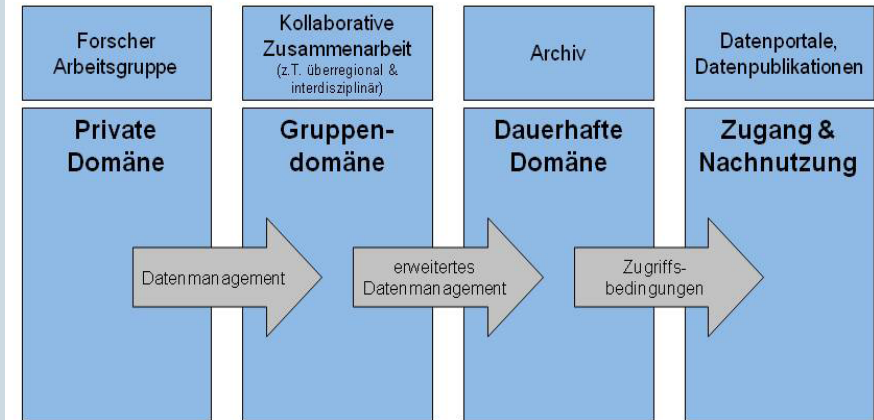 Forscher
Arbeitsgruppe
Kollaborative
Zusammenarbeit
(z.T. überregional &
interdisziplinär)
Archiv
Datenportale,
Datenpublikationen
Private
Domäne
Gruppen-
domäne
Dauerhafte
Domäne
Zugang &
Nachnutzung
Datenmanagement
erweitertes
Datenmanagement
Zugriffs-
bedingungen